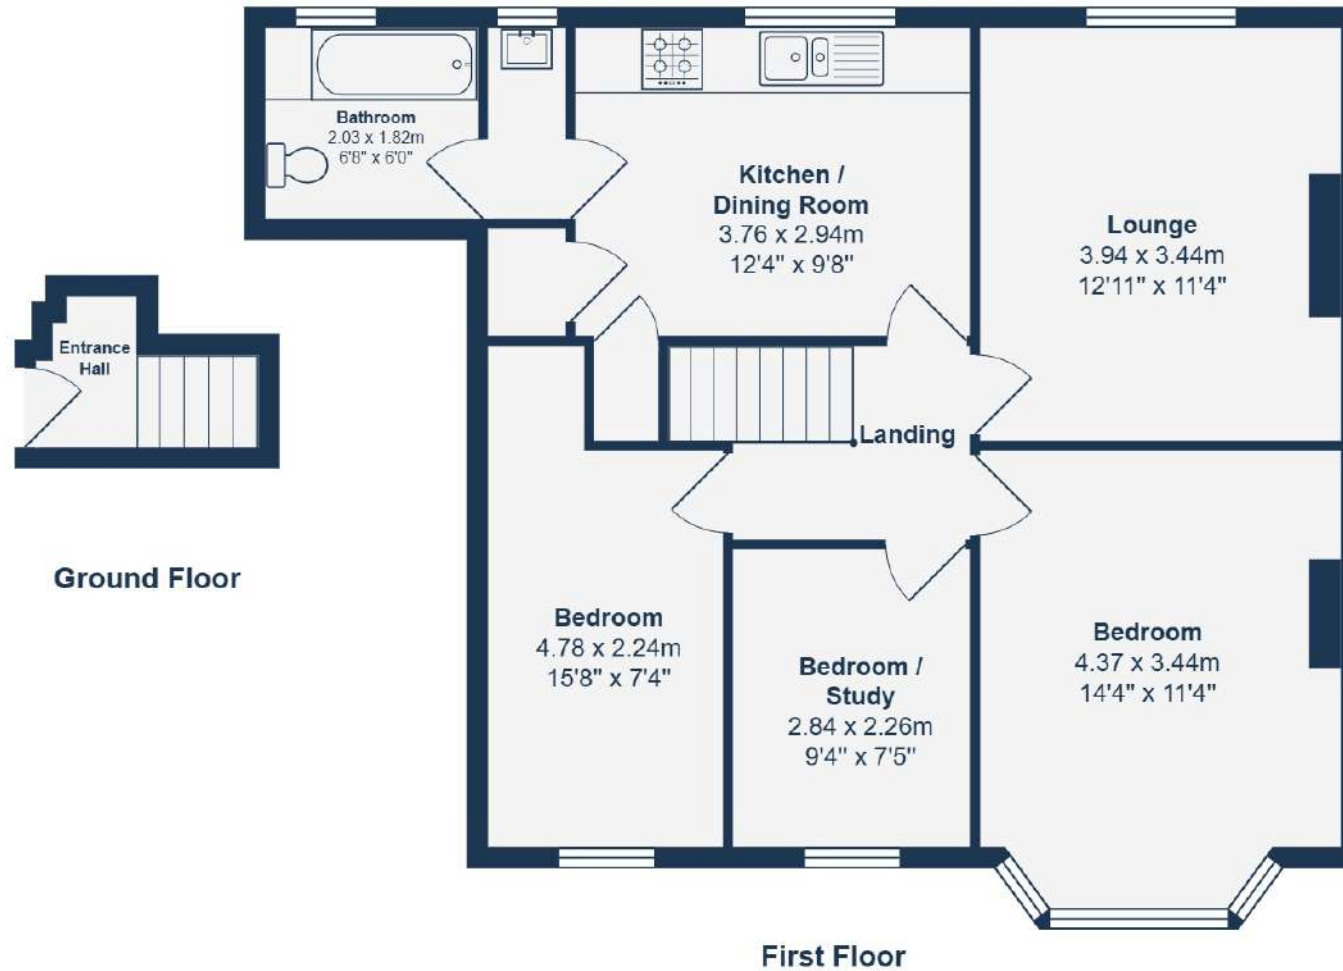 Bathroom
2.03 x 1.82m
6'8" x 6'0"
Kitchen /
Dining Room
3.76 x 2.94m
12'4" x 9'8"
Lounge
3.94 x 3.44m
12'11" x 11'4"
Entrance
Hall
Landing
Ground Floor
Bedroom
4.78 x 2.24m
15'8" x 7'4"
Bedroom /
Study
2.84 x 2.26m
9'4" x 7'5"
Bedroom
4.37 x 3.44m
14'4" x 11'4"
First Floor